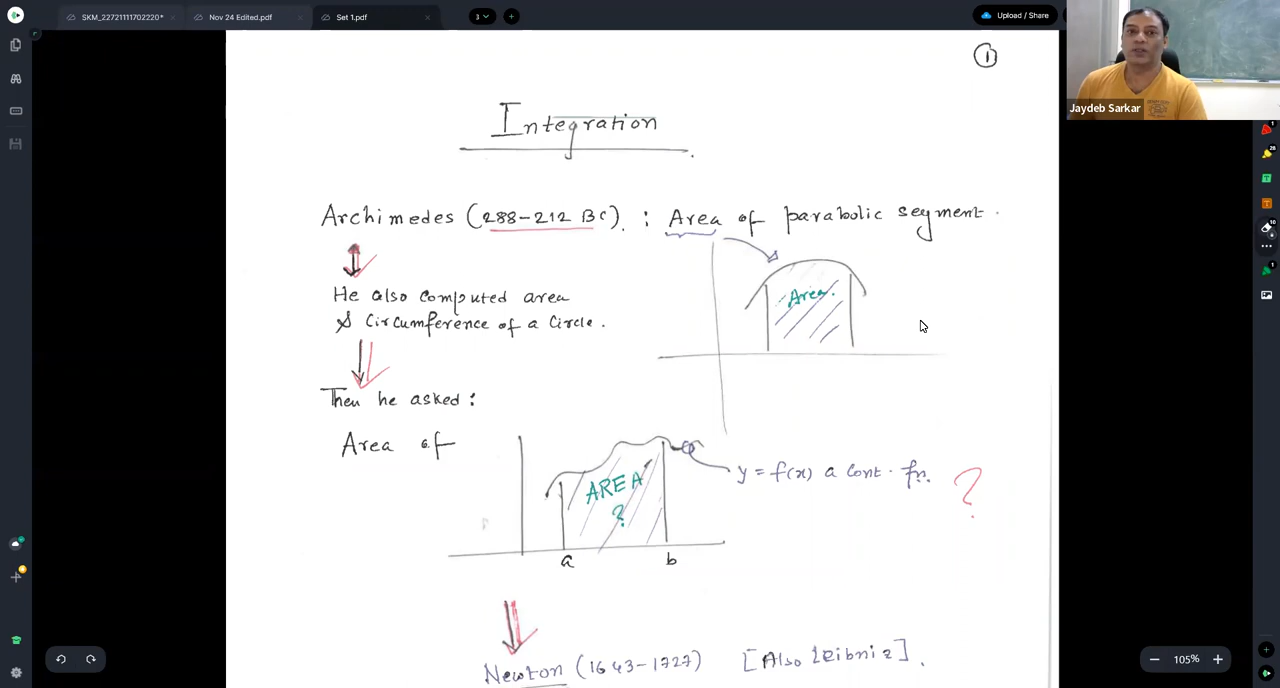 SKM_22721111702220*
Nov 24 Edited.pdf
Set 1.pdf
Upload / Share
Jaydeb Sarkar
1
Integration
Archimedes (288-212 BC). : Area of parabolic segment.
Area.
He also computed area
& Circumference of a Circle.
Then he asked:
Area of
AREA
?
y = f(x) a cont. fn.
?
a
b
Newton (1643-1727) [Also Leibniz].
105%